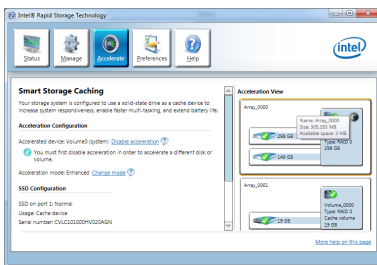 Intel® Rapid Storage Technology
Status
Manage
Accelerate
Preferences
Help
intel
Smart Storage Caching
Your storage system is configured to use a solid-state drive as a cache device to
increase system responsiveness, enable faster multi-tasking, and extend battery life.
Acceleration Configuration
Accelerated device: Volume0 (system) Disable acceleration
You must first disable acceleration in order to accelerate a different disk or
volume.
Acceleration mode: Enhanced Change mode
SSD Configuration
SSD on port 1: Normal
Usage: Cache device
Serial number: CVLC101000HV020AGN
Acceleration View
Array_0000
Name: Array_0000
Size: 305,255 MB
Available space: 3 MB
298 GB
149 GB
Type: RAID 0
298 GB
Array_0001
19 GB
Volume_0000
Type: RAID 0
Cache volume
19 GB
More help on this page